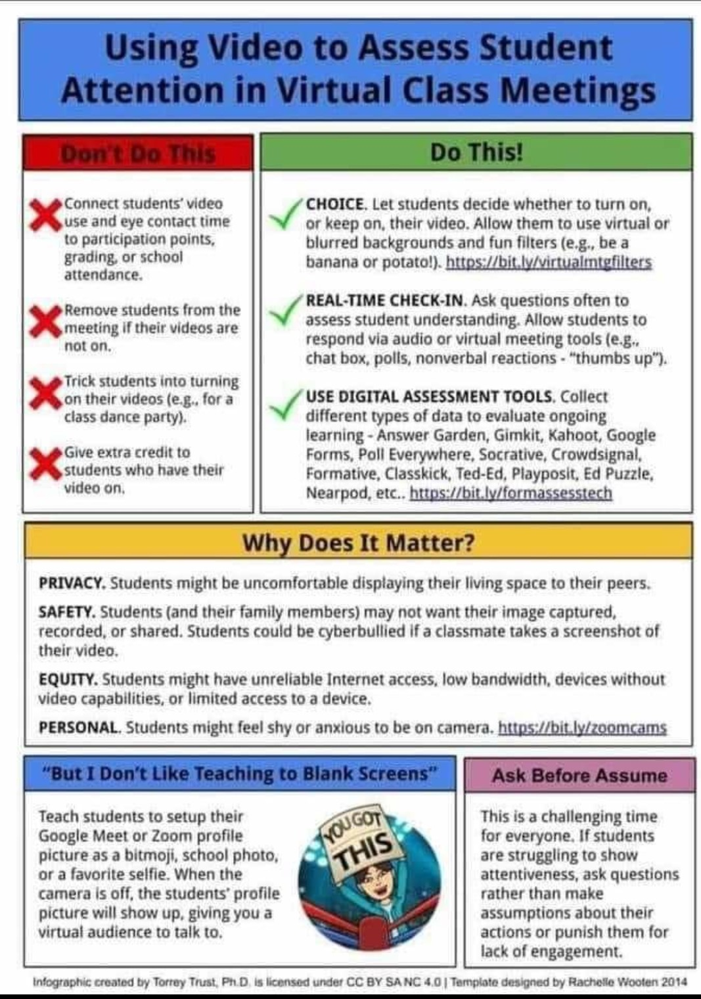 Using Video to Assess Student
Attention in Virtual Class Meetings
Don't Do This
Connect students' video
use and eye contact time
to participation points,
grading, or school
attendance.
Remove students from the
meeting if their videos are
not on.
Trick students into turning
on their videos (e.g., for a
class dance party).
Give extra credit to
students who have their
video on.
Do This!
CHOICE. Let students decide whether to turn on,
or keep on, their video. Allow them to use virtual or
blurred backgrounds and fun filters (e.g., be a
banana or potato!). https://bit.ly/virtualmtgfilters
REAL-TIME CHECK-IN. Ask questions often to
assess student understanding. Allow students to
respond via audio or virtual meeting tools (e.g.,
chat box, polls, nonverbal reactions - "thumbs up").
USE DIGITAL ASSESSMENT TOOLS. Collect
different types of data to evaluate ongoing
learning - Answer Garden, Gimkit, Kahoot, Google
Forms, Poll Everywhere, Socrative, Crowdsignal,
Formative, Classkick, Ted-Ed, Playposit, Ed Puzzle,
Nearpod, etc.. https://bit.ly/formassesstech
Why Does It Matter?
PRIVACY. Students might be uncomfortable displaying their living space to their peers.
SAFETY. Students (and their family members) may not want their image captured,
recorded, or shared. Students could be cyberbullied if a classmate takes a screenshot of
their video.
EQUITY. Students might have unreliable Internet access, low bandwidth, devices without
video capabilities, or limited access to a device.
PERSONAL. Students might feel shy or anxious to be on camera. https://bit.ly/zoomcams
"But I Don't Like Teaching to Blank Screens"
Teach students to setup their
Google Meet or Zoom profile
picture as a bitmoji, school photo,
or a favorite selfie. When the
camera is off, the students' profile
picture will show up, giving you a
virtual audience to talk to.
YOU GOT
THIS
Ask Before Assume
This is a challenging time
for everyone. If students
are struggling to show
attentiveness, ask questions
rather than make
assumptions about their
actions or punish them for
lack of engagement.
Infographic created by Torrey Trust, Ph.D. is licensed under CC BY SA NC 4.0 | Template designed by Rachelle Wooten 2014